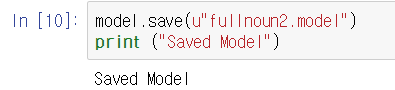 In [10]: model.save(u"fullnoun2.model")
print ("Saved Model")
Saved Model